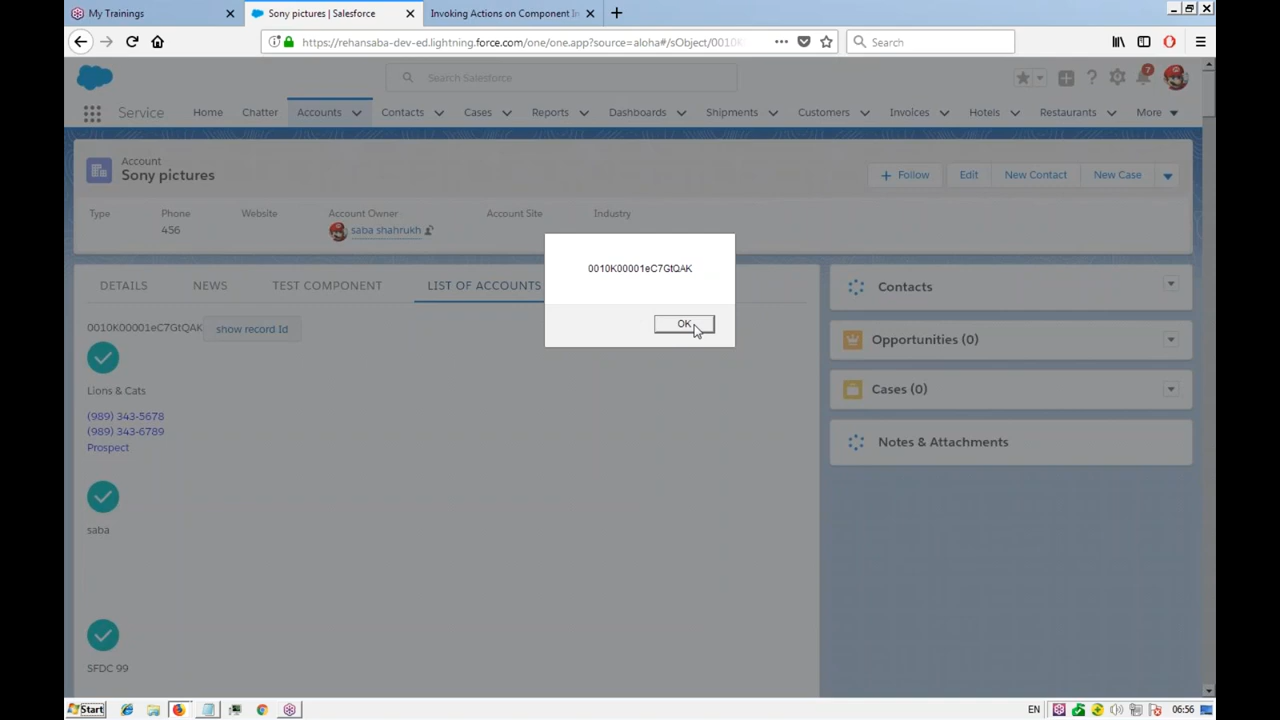 My Trainings
Sony pictures | Salesforce
Invoking Actions on Component In
https://rehansaba-dev-ed.lightning.force.com/one/one.app?source=aloha#/sObject/0010K
Search
Search Salesforce
7
Service
Home
Chatter
Accounts
Contacts
Cases
Reports
Dashboards
Shipments
Customers
Invoices
Hotels
Restaurants
More
Account
Sony pictures
Follow
Edit
New Contact
New Case
Type
Phone
Website
Account Owner
Account Site
Industry
456
saba shahrukh
0010K00001eC7GtQAK
OK
DETAILS
NEWS
TEST COMPONENT
LIST OF ACCOUNTS
0010K00001eC7GtQAK
show record Id
Lions & Cats
(989) 343-5678
(989) 343-6789
Prospect
saba
SFDC 99
Contacts
Opportunities (0)
Cases (0)
Notes & Attachments
Start
EN
06:56